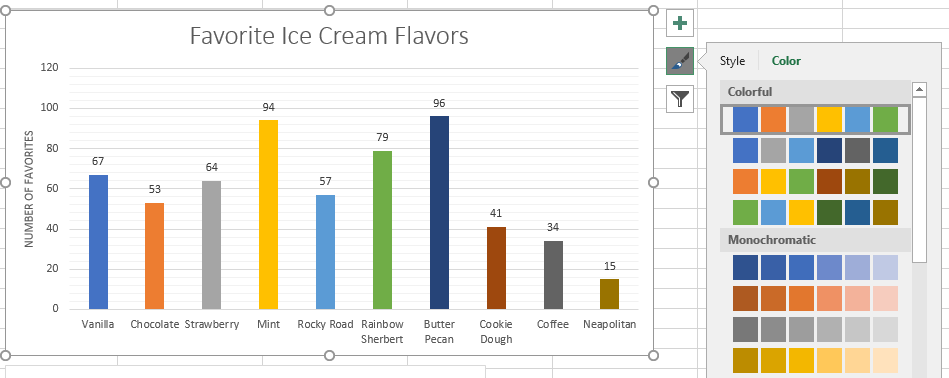 Favorite Ice Cream Flavors
NUMBER OF FAVORITES
120
100
80
60
40
20
0
67
53
64
94
57
79
96
41
34
15
Vanilla
Chocolate
Strawberry
Mint
Rocky Road
Rainbow
Sherbert
Butter
Pecan
Cookie
Dough
Coffee
Neapolitan
Style
Color
Colorful
Monochromatic